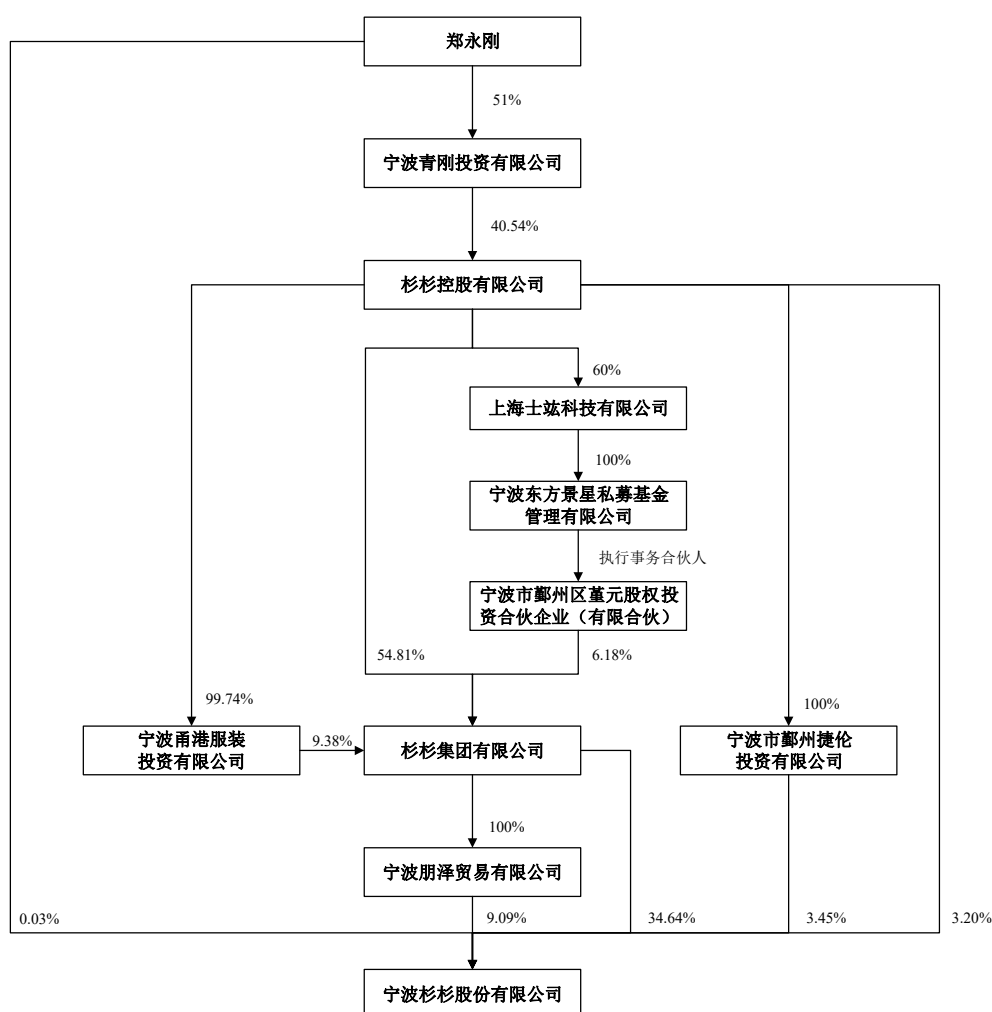 郑永刚
51%
宁波青刚投资有限公司
40.54%
杉杉控股有限公司
60%
上海士竑科技有限公司
100%
宁波东方景星私募基金
管理有限公司
执行事务合伙人
宁波市鄞州区堇元股权投
资合伙企业（有限合伙）
54.81%
6.18%
99.74%
100%
宁波甬港服装
投资有限公司
9.38%
杉杉集团有限公司
宁波市鄞州捷伦
投资有限公司
100%
宁波朋泽贸易有限公司
0.03%
9.09%
34.64%
3.45%
3.20%
宁波杉杉股份有限公司